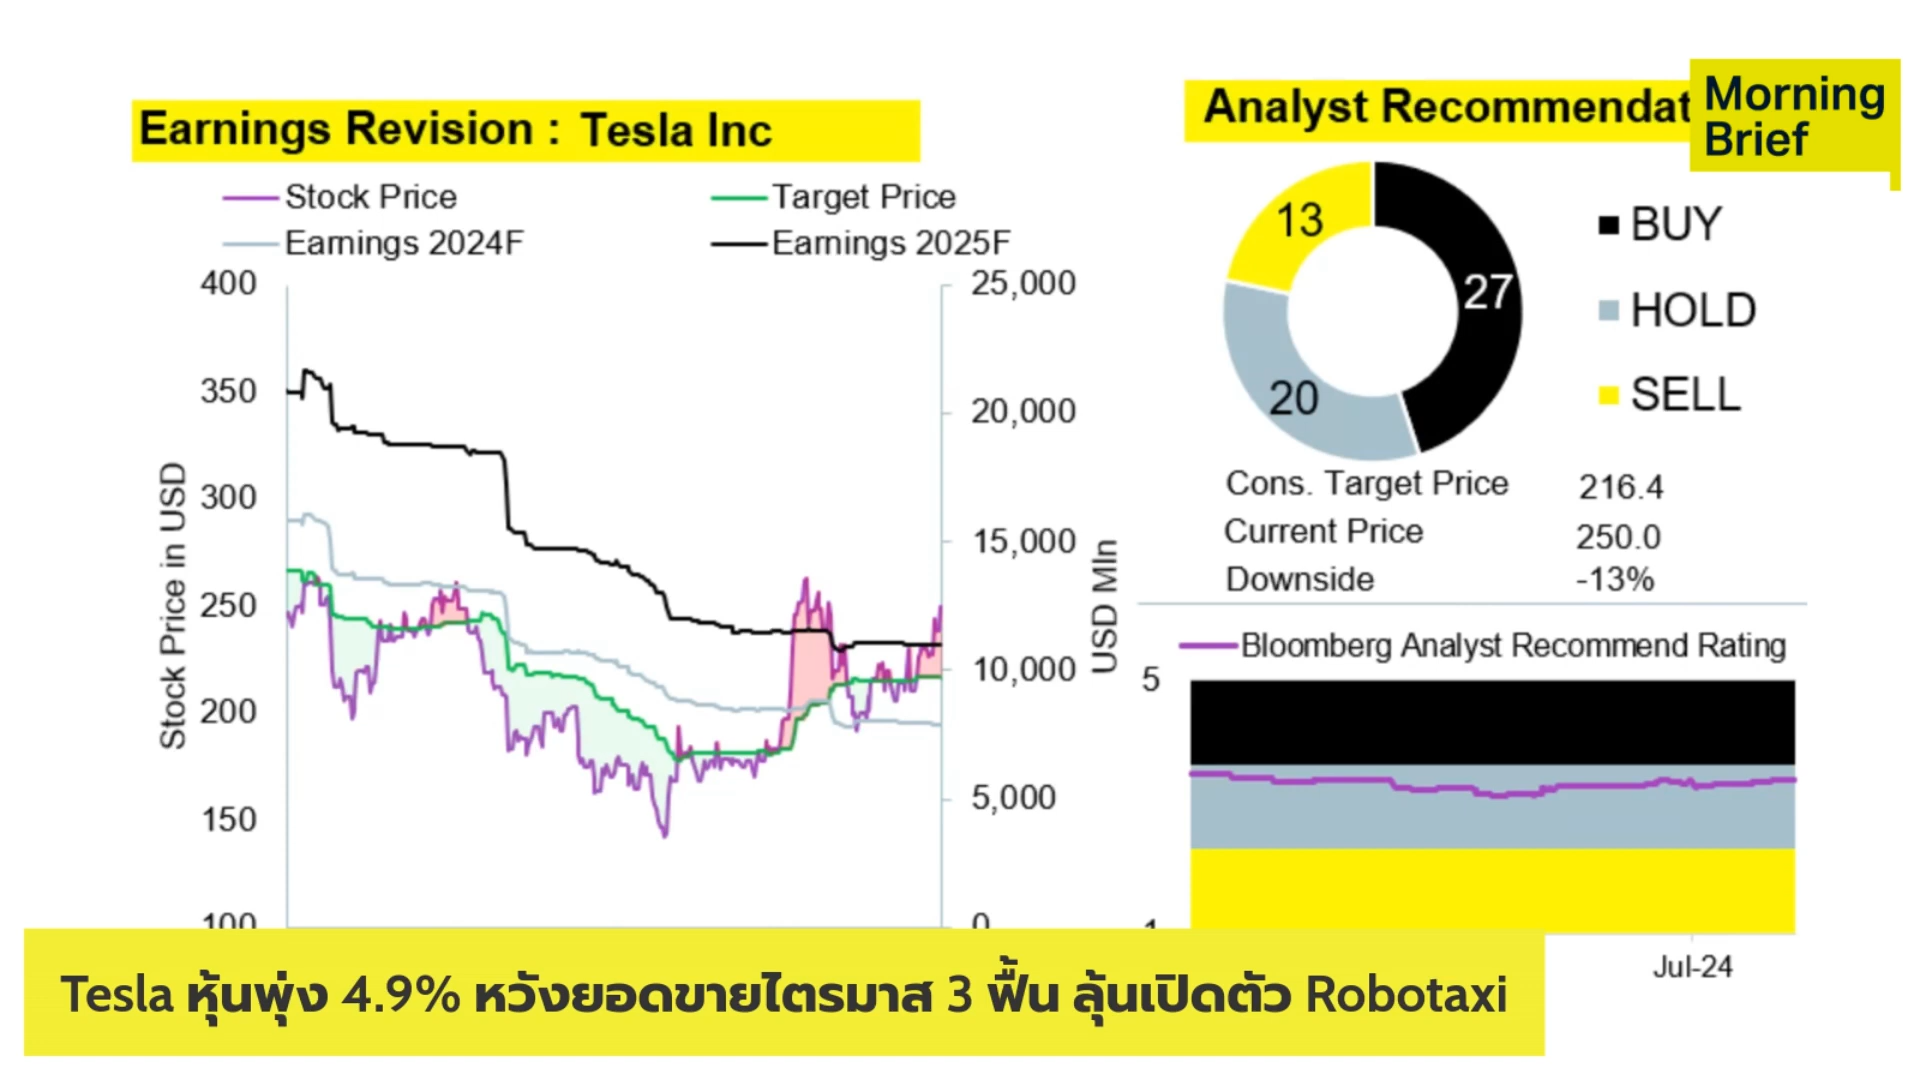 Earnings Revision : Tesla Inc
Stock Price
Target Price
Earnings 2024F
Earnings 2025F
400
350
300
250
200
150
100
Stock Price in USD
25,000
20,000
15,000
10,000
5,000
0
USD Mln
Analyst Recommendat
Morning
Brief
13
27
20
BUY
HOLD
SELL
Cons. Target Price 216.4
Current Price 250.0
Downside -13%
Bloomberg Analyst Recommend Rating
5
1
Jul-24
Tesla หุ้นพุ่ง 4.9% หวังยอดขายไตรมาส 3 ฟื้น ลุ้นเปิดตัว Robotaxi